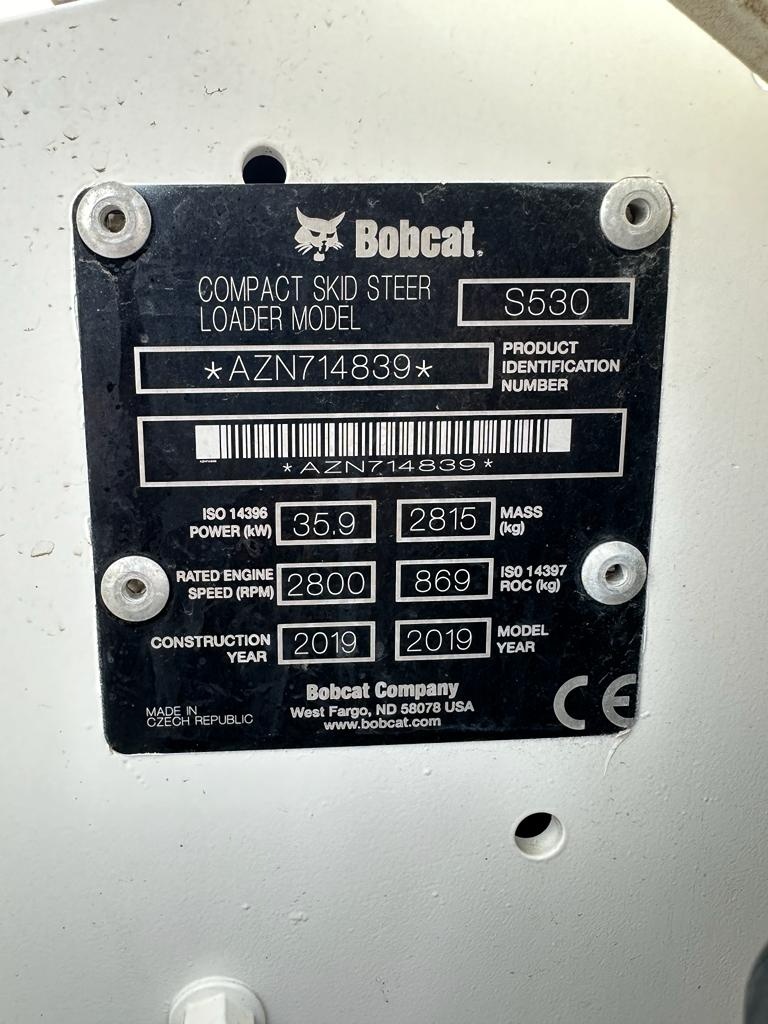 Bobcat.
COMPACT SKID STEER
LOADER MODEL
S530
*AZN714839*
PRODUCT
IDENTIFICATION
NUMBER
*AZN714839*
ISO 14396
POWER (kW)
35.9
2815
MASS
(kg)
RATED ENGINE
SPEED (RPM)
2800
869
ISO 14397
ROC (kg)
CONSTRUCTION
YEAR
2019
2019
MODEL
YEAR
Bobcat Company
West Fargo, ND 58078 USA
www.bobcat.com
MADE IN
CZECH REPUBLIC
CE